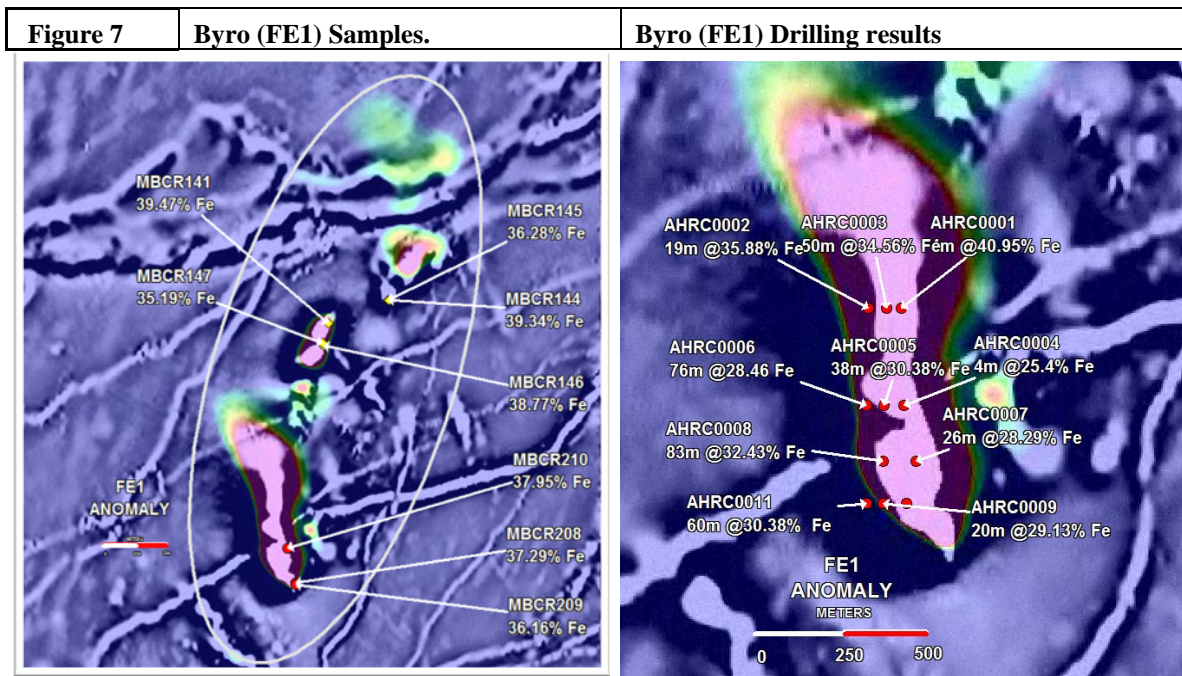 Figure 7
Byro (FE1) Samples.
Byro (FE1) Drilling results
MBCR141
39.47% Fe
MBCR145
36.28% Fe
MBCR147
35.19% Fe
MBCR144
39.34% Fe
MBCR146
38.77% Fe
MBCR210
37.95% Fe
FE1
ANOMALY
MBCR208
37.29% Fe
MBCR209
36.16% Fe
AHRC0002
19m @35.88% Fe
AHRC0003
50m @34.56% Fe
AHRC0001
m @40.95% Fe
AHRC0006
76m @28.46 Fe
AHRC0005
38m @30.38% Fe
AHRC0004
4m @25.4% Fe
AHRC0007
26m @28.29% Fe
AHRC0008
83m @32.43% Fe
AHRC0011
60m @30.38% Fe
AHRC0009
20m @29.13% Fe
FE1
ANOMALY
METERS
0 250 500